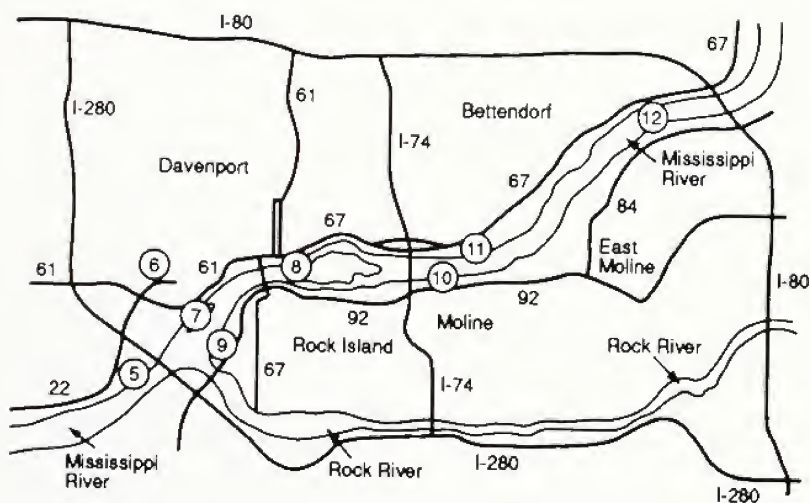 I-80
67
61
I-280
12
Bettendorf
I-74
Davenport
Mississippi
River
67
84
67
11
6
61
61
8
East
Moline
10
7
92
I-80
92
Moline
9
Rock Island
Rock River
67
5
22
I-74
Mississippi
River
Rock River
I-280
I-280